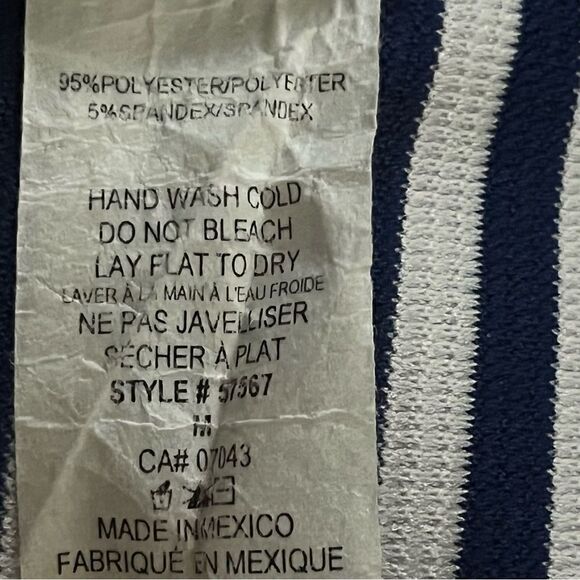 95%POLYESTER/POLYESTER
5%SPANDEX/SPANDEX
HAND WASH COLD
DO NOT BLEACH
LAY FLAT TO DRY
LAVER À LA MAIN À L'EAU FROIDE
NE PAS JAVELLISER
SÉCHER À PLAT
STYLE # 57567
M
CA# 07043
MADE IN MEXICO
FABRIQUÉ EN MEXIQUE